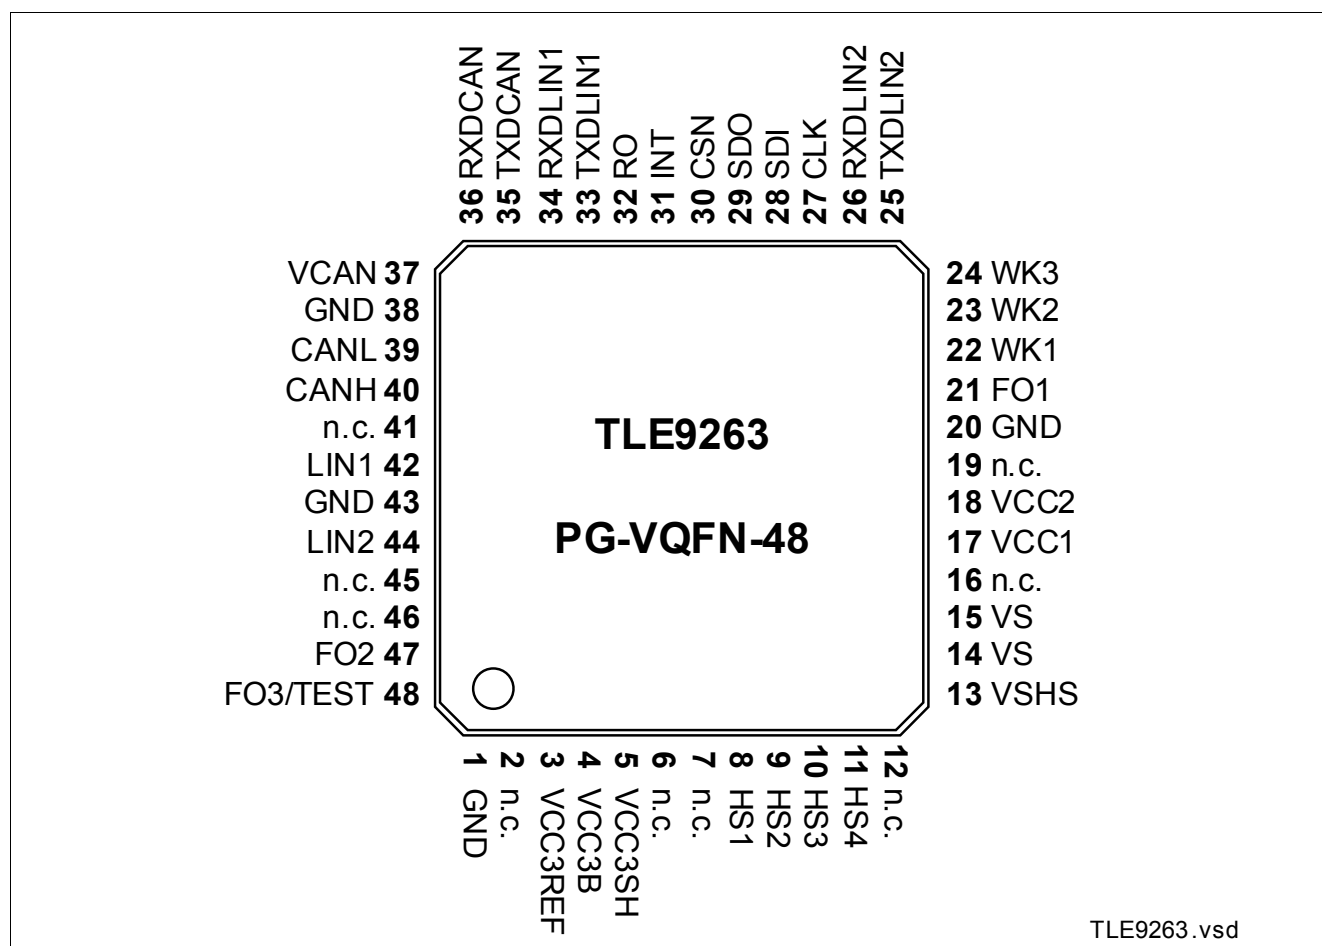 36 RXDCAN
35 TXDCAN
34 RXDLIN1
33 TXDLIN1
32 RO
31 INT
30 CSN
29 SDO
28 SDI
27 CLK
26 RXDLIN2
25 TXDLIN2
VCAN 37
GND 38
CANL 39
CANH 40
n.c. 41
LIN1 42
GND 43
LIN2 44
n.c. 45
n.c. 46
FO2 47
FO3/TEST 48
TLE9263
PG-VQFN-48
24 WK3
23 WK2
22 WK1
21 FO1
20 GND
19 n.c.
18 VCC2
17 VCC1
16 n.c.
15 VS
14 VS
13 VSHS
1 GND
2 n.c.
3 VCC3REF
4 VCC3B
5 VCC3SH
6 n.c.
7 n.c.
8 HS1
9 HS2
10 HS3
11 HS4
12 n.c.
TLE9263.vsd